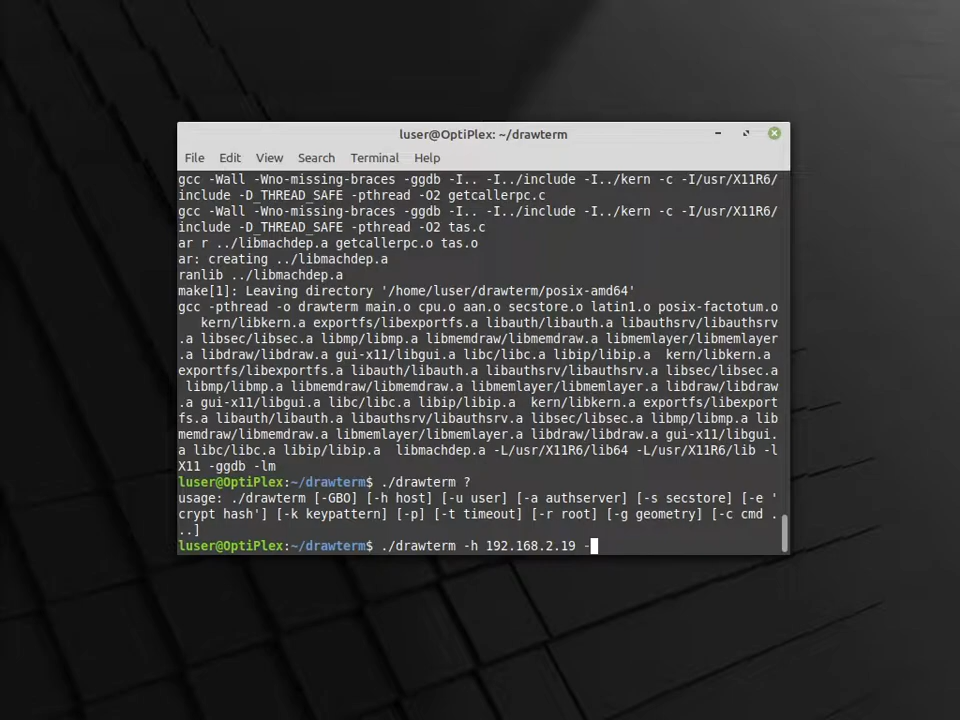 luser@OptiPlex: ~/drawterm
File Edit View Search Terminal Help
gcc -Wall -Wno-missing-braces -ggdb -I.. -I../include -I../kern -c -I/usr/X11R6/
include -D_THREAD_SAFE -pthread -O2 getcallerpc.c
gcc -Wall -Wno-missing-braces -ggdb -I.. -I../include -I../kern -c -I/usr/X11R6/
include -D_THREAD_SAFE -pthread -O2 tas.c
ar r ../libmachdep.a getcallerpc.o tas.o
ar: creating ../libmachdep.a
ranlib ../libmachdep.a
make[1]: Leaving directory '/home/luser/drawterm/posix-amd64'
gcc -pthread -o drawterm main.o cpu.o aan.o secstore.o latin1.o posix-factotum.o
kern/libkern.a exportfs/libexportfs.a libauth/libauth.a libauthsrv/libauthsrv
.a libsec/libsec.a libmp/libmp.a libmemdraw/libmemdraw.a libmemlayer/libmemlayer
.a libdraw/libdraw.a gui-x11/libgui.a libc/libc.a libip/libip.a  kern/libkern.a
exportfs/libexportfs.a libauth/libauth.a libauthsrv/libauthsrv.a libsec/libsec.a
libmp/libmp.a libmemdraw/libmemdraw.a libmemlayer/libmemlayer.a libdraw/libdraw
.a gui-x11/libgui.a libc/libc.a libip/libip.a  kern/libkern.a exportfs/libexport
fs.a libauth/libauth.a libauthsrv/libauthsrv.a libsec/libsec.a libmp/libmp.a lib
memdraw/libmemdraw.a libmemlayer/libmemlayer.a libdraw/libdraw.a gui-x11/libgui.
a libc/libc.a libip/libip.a  libmachdep.a -L/usr/X11R6/lib64 -L/usr/X11R6/lib -l
X11 -ggdb -lm
luser@OptiPlex:~/drawterm$ ./drawterm ?
usage: ./drawterm [-GBO] [-h host] [-u user] [-a authserver] [-s secstore] [-e '
crypt hash'] [-k keypattern] [-p] [-t timeout] [-r root] [-g geometry] [-c cmd .
..]
luser@OptiPlex:~/drawterm$ ./drawterm -h 192.168.2.19 -